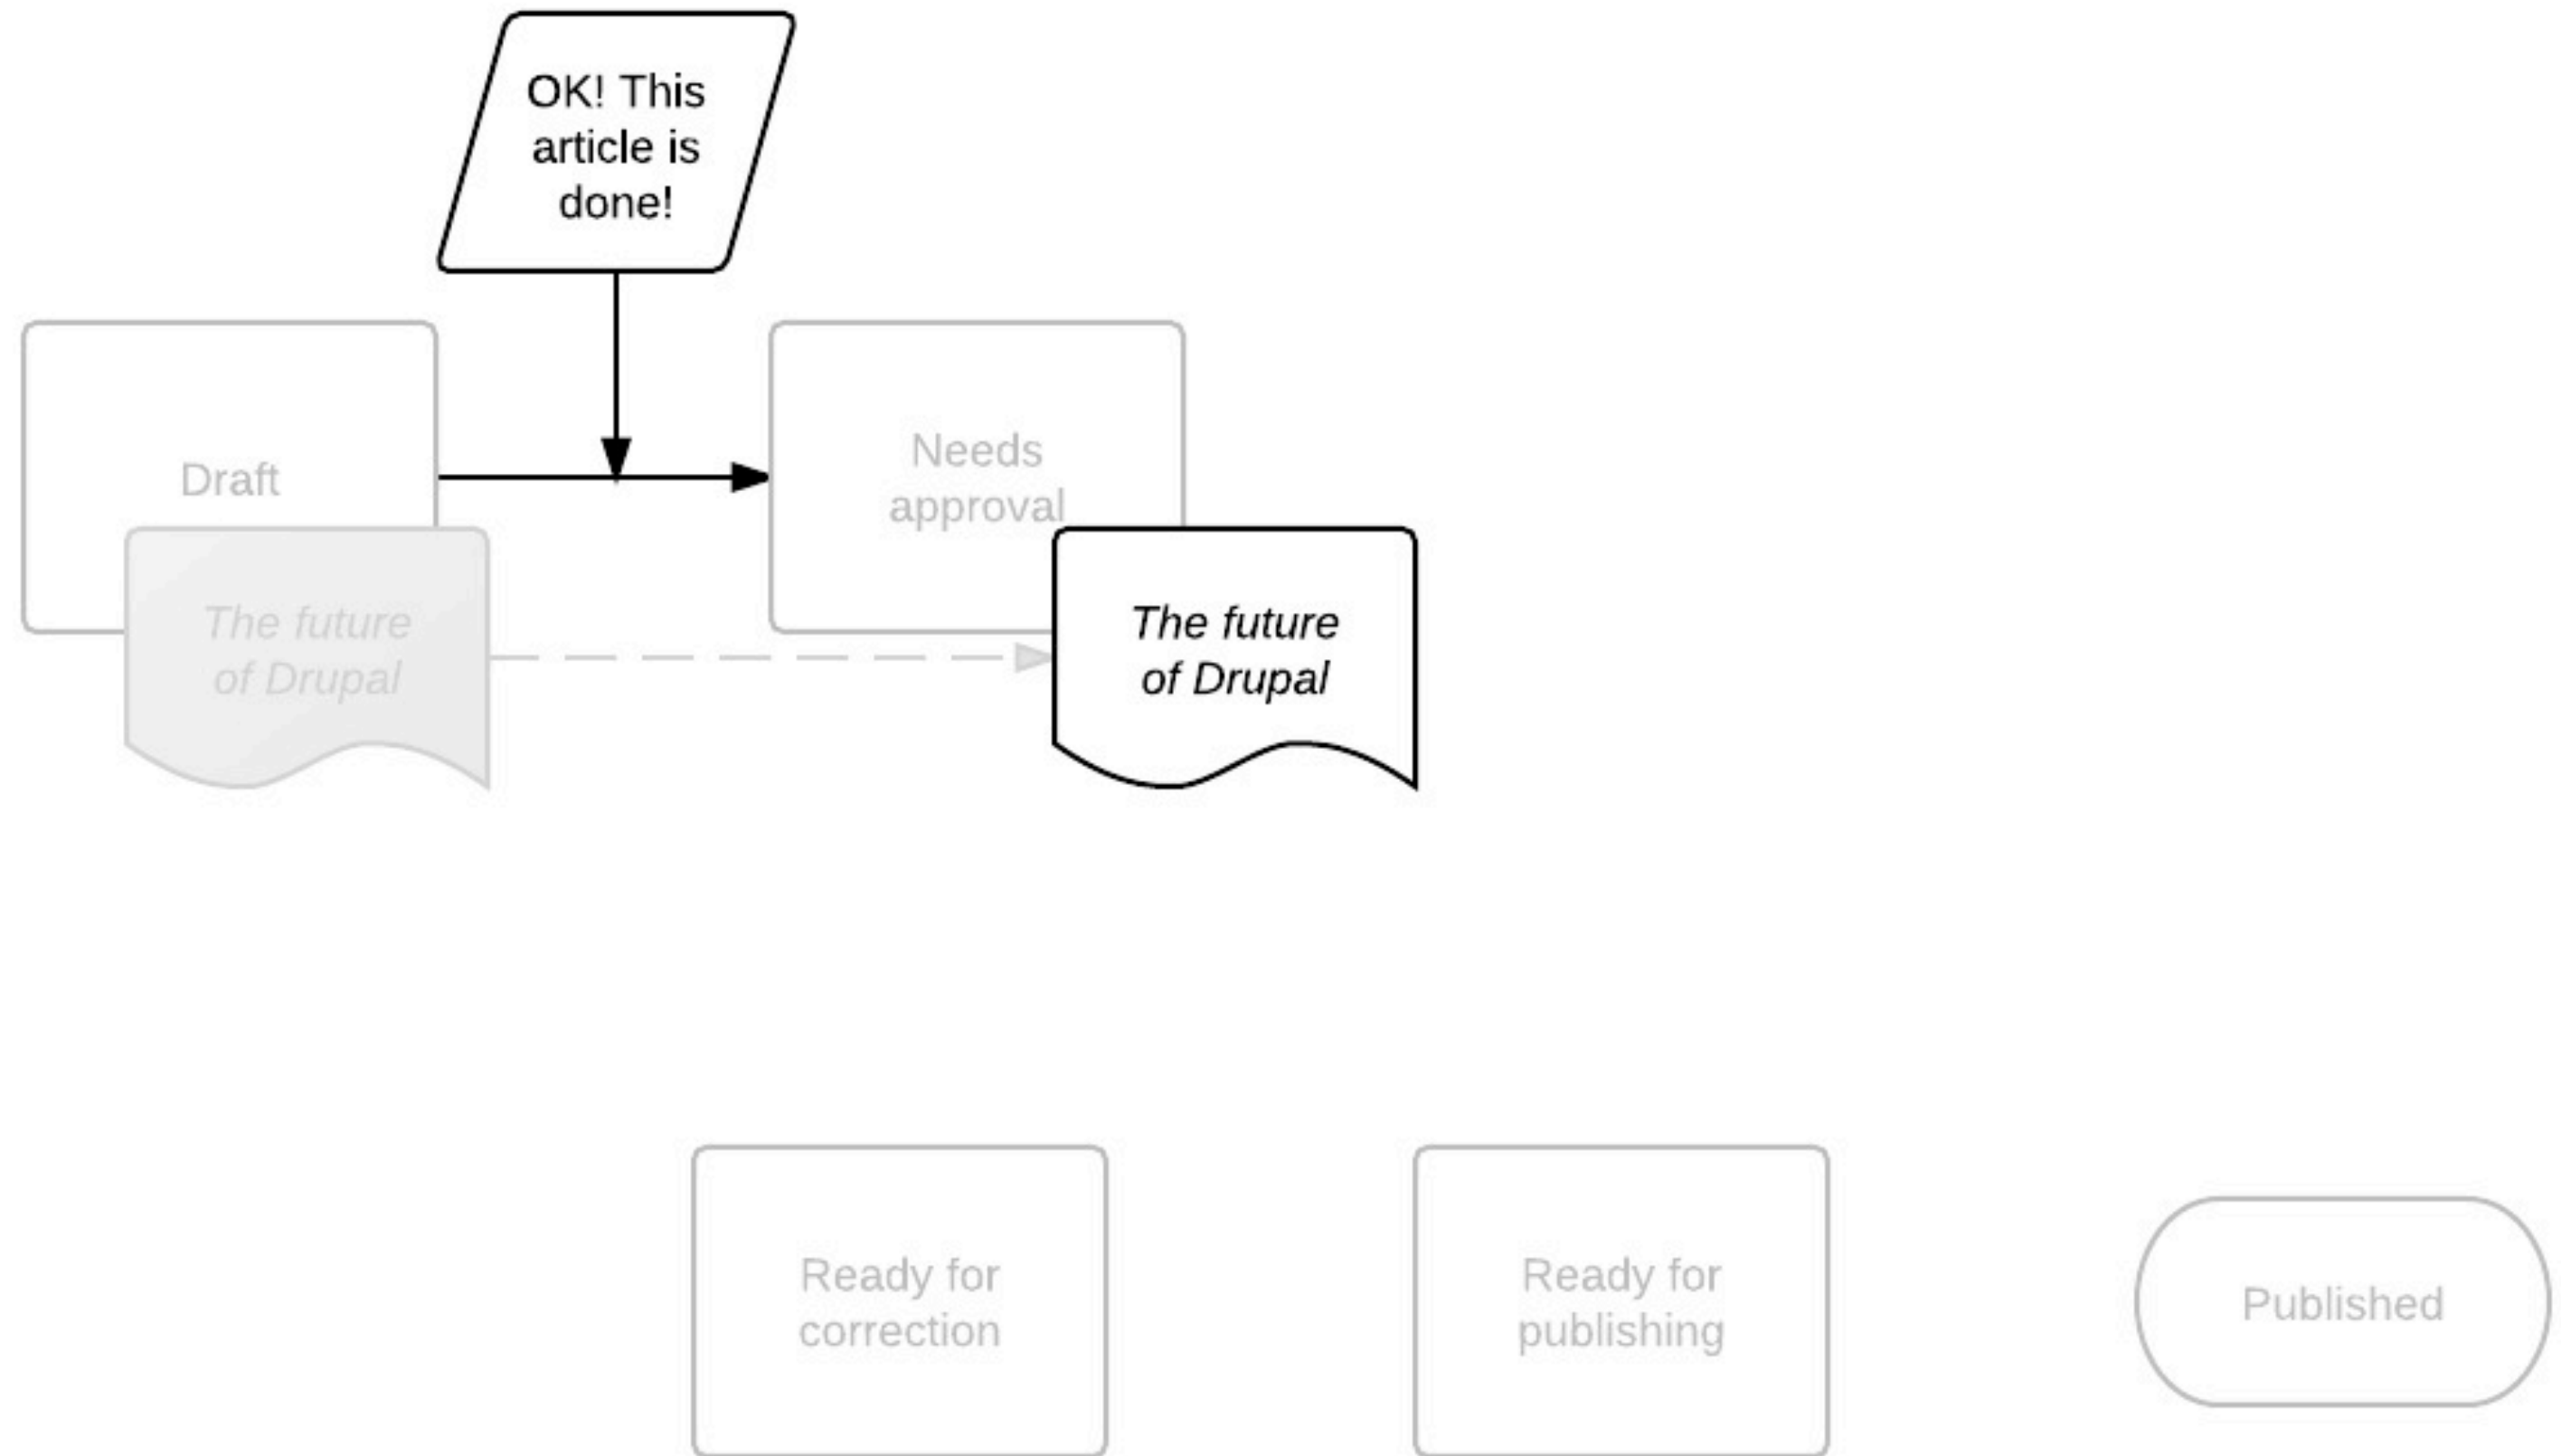 OK! This
article is
done!
Draft
Needs
approval
The future
of Drupal
The future
of Drupal
Ready for
correction
Ready for
publishing
Published